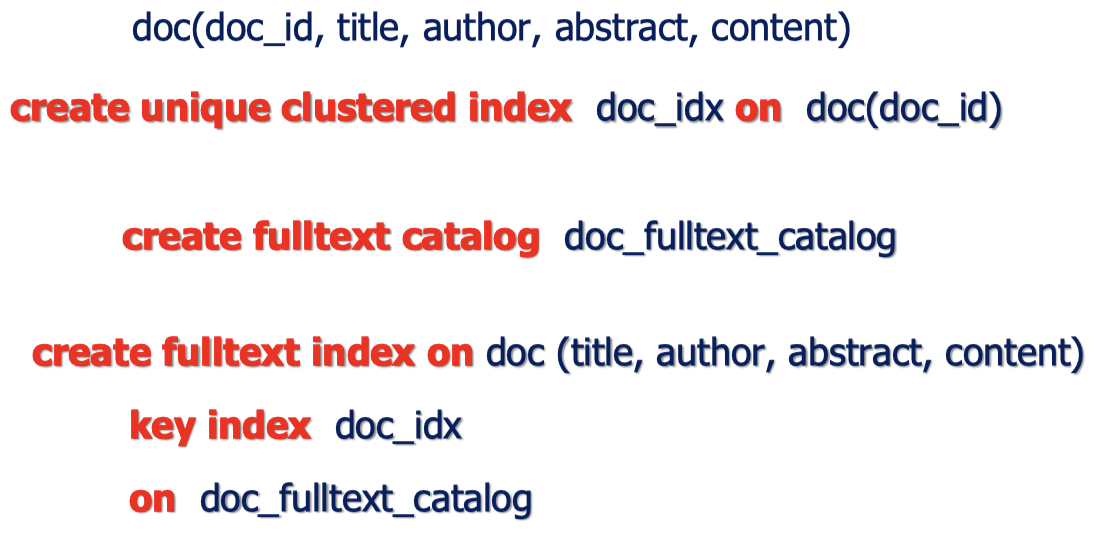 doc(doc_id, title, author, abstract, content)
create unique clustered index doc_idx on doc(doc_id)
create fulltext catalog doc_fulltext_catalog
create fulltext index on doc (title, author, abstract, content)
key index doc_idx
on doc_fulltext_catalog